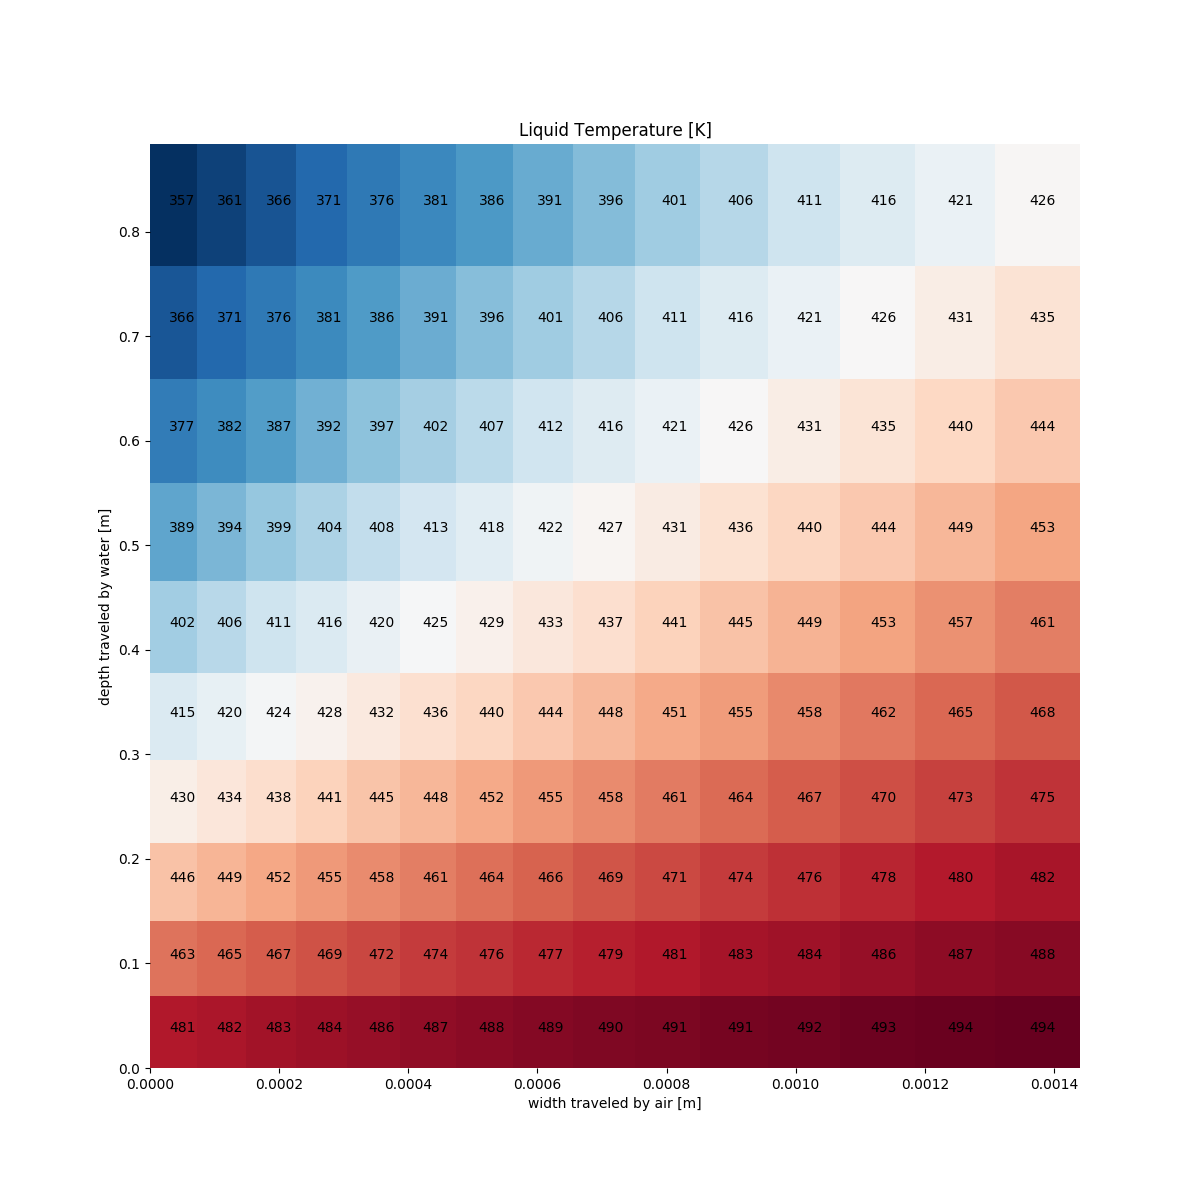 Liquid Temperature [K]
357 361 366 371 376 381 386 391 396 401 406 411 416 421 426
0.8
366 371 376 381 386 391 396 401 406 411 416 421 426 431 435
0.7
377 382 387 392 397 402 407 412 416 421 426 431 435 440 444
0.6
389 394 399 404 408 413 418 422 427 431 436 440 444 449 453
0.5
402 406 411 416 420 425 429 433 437 441 445 449 453 457 461
0.4
415 420 424 428 432 436 440 444 448 451 455 458 462 465 468
0.3
430 434 438 441 445 448 452 455 458 461 464 467 470 473 475
0.2
446 449 452 455 458 461 464 466 469 471 474 476 478 480 482
463 465 467 469 472 474 476 477 479 481 483 484 486 487 488
0.1
481 482 483 484 486 487 488 489 490 491 491 492 493 494 494
0.0
depth traveled by water [m]
0.0000 0.0002 0.0004 0.0006 0.0008 0.0010 0.0012 0.0014
width traveled by air [m]